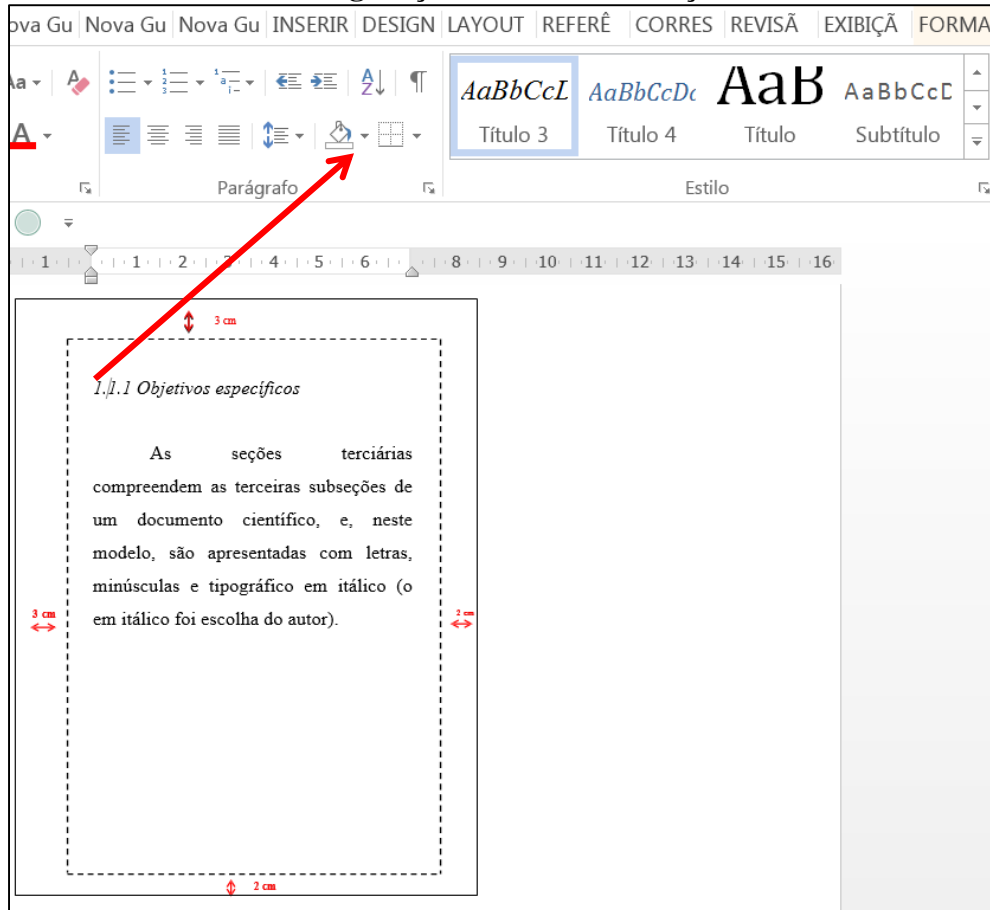 ova Gu Nova Gu Nova Gu INSERIR DESIGN LAYOUT REFERÊ CORRES REVISÃ EXIBIÇÃ FORMA
Aa
AaBbCcL AaBbCcDc AaB AaBbCcD
A
Título 3 Título 4 Título Subtítulo
Parágrafo Estilo
1 1 2 3 4 5 6 8 9 10 11 12 13 14 15 16
3 cm
1.1.1 Objetivos específicos
As seções terciárias
compreendem as terceiras subseções de
um documento científico, e, neste
modelo, são apresentadas com letras,
minúsculas e tipográfico em itálico (o
3 cm em itálico foi escolha do autor). 2 cm
2 cm